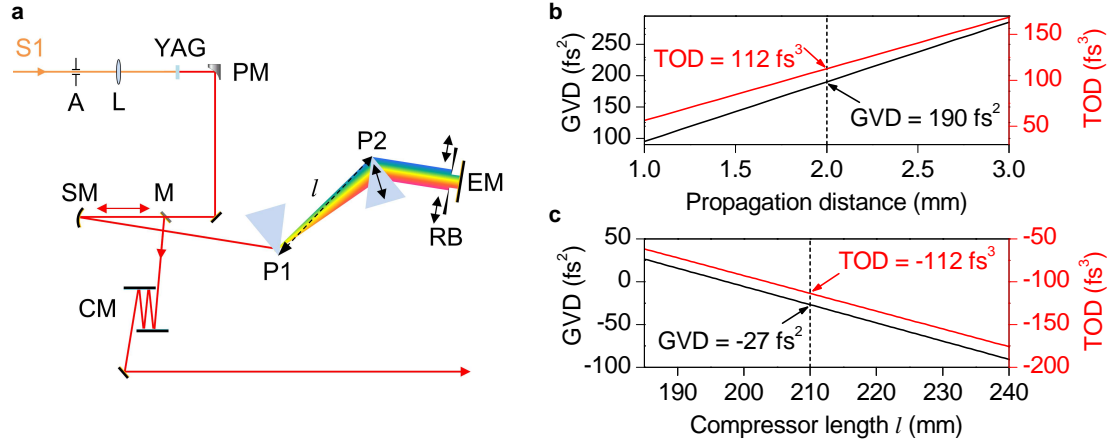 a
S1
YAG
PM
A
L
P2
EM
l
SM
M
RB
P1
CM
b
GVD (fs²)
250
200
150
100
TOD = 112 fs³
GVD = 190 fs²
150
100
50
TOD (fs³)
1.0 1.5 2.0 2.5 3.0
Propagation distance (mm)
c
GVD (fs²)
50
0
-50
-100
TOD = -112 fs³
GVD = -27 fs²
-50
-100
-150
-200
TOD (fs³)
190 200 210 220 230 240
Compressor length l (mm)